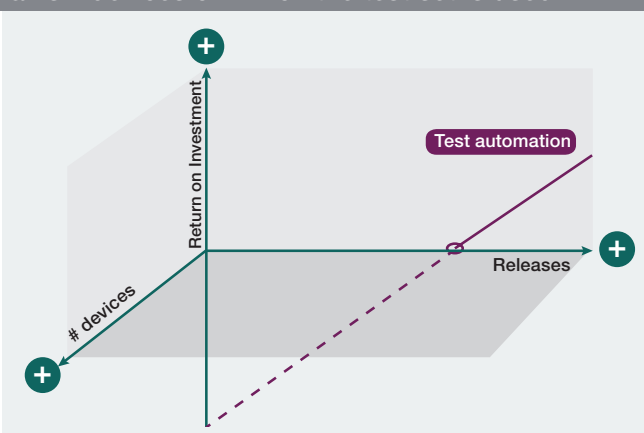 +
Return on Investment
Test automation
+
Releases
# devices
+